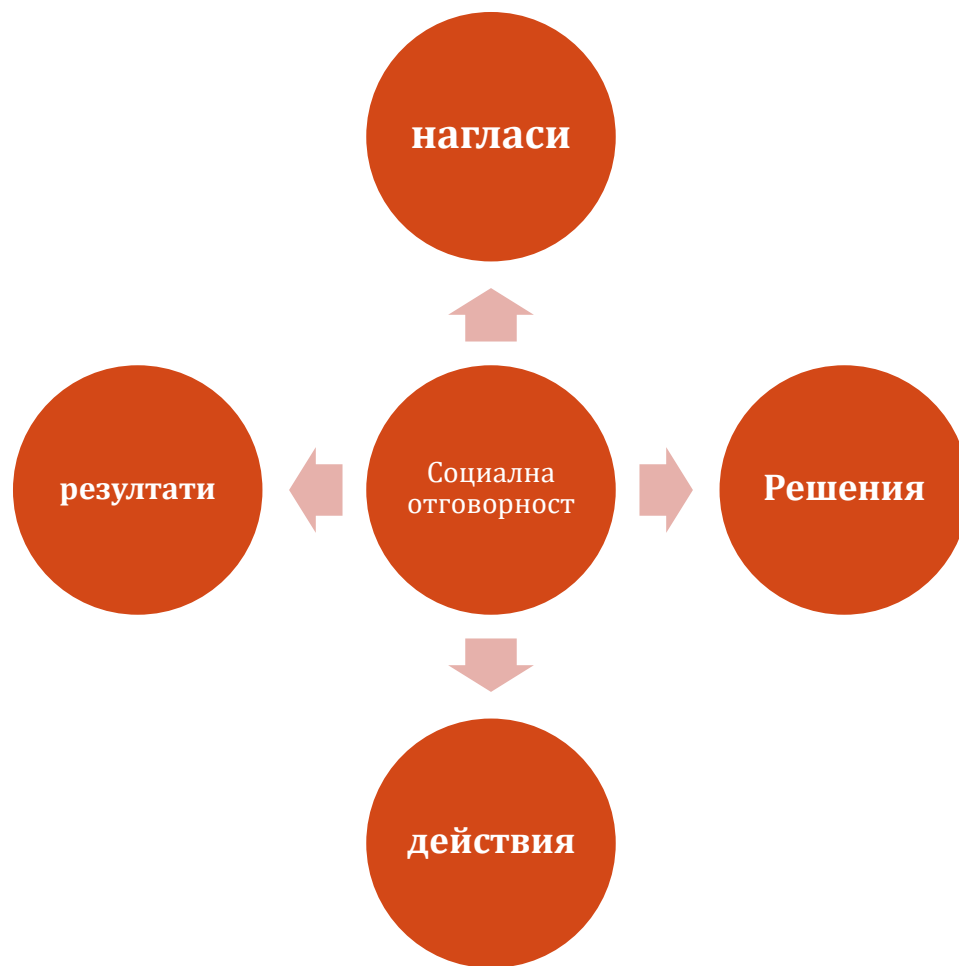 нагласи
резултати
Социална
отговорност
Решения
действия